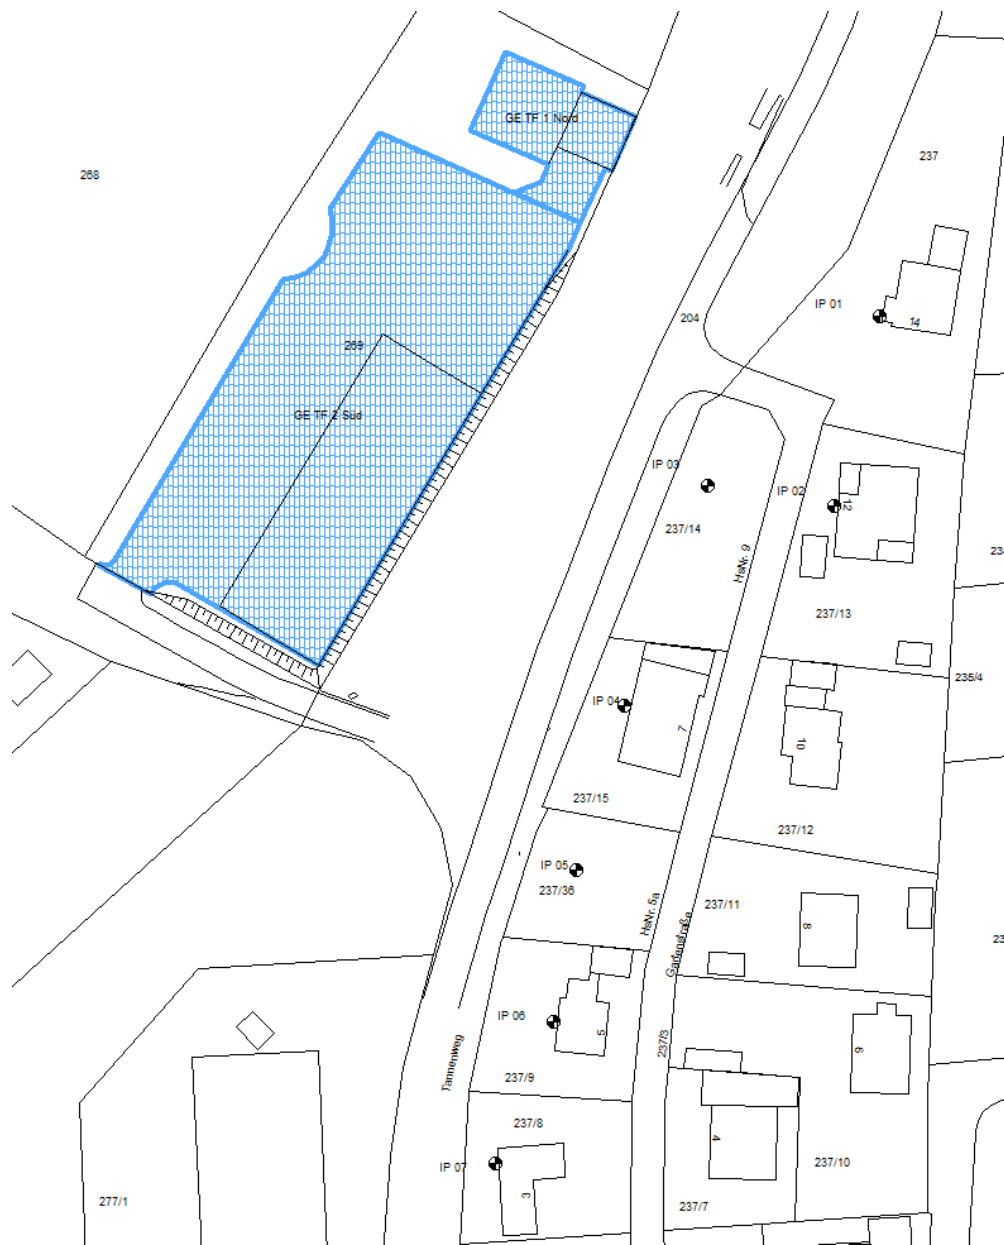 GE TF 1 Nord
237
268
IP 01
204
14
269
GE TF 2 Süd
IP 03
IP 02
12
237/14
HsNr. 9
237/13
235/4
IP 04
7
10
237/15
237/12
IP 05
237/36
237/11
HsNr. 5a
Gartenstraße
8
IP 06
5
237/3
6
Tannenweg
237/9
237/8
4
IP 07
237/10
3
277/1
237/7